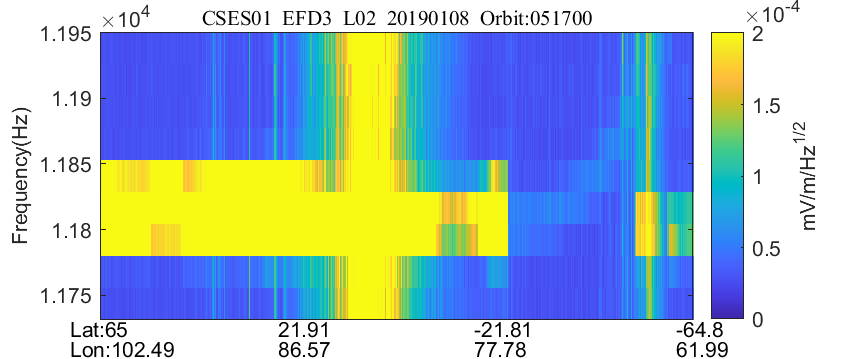 CSES01 EFD3 L02 20190108 Orbit:051700
×10⁴
×10⁻⁴
1.195
1.19
1.185
1.18
1.175
Frequency(Hz)
2
1.5
1
0.5
0
mV/m/Hz^1/2
Lat:65 21.91 -21.81 -64.8
Lon:102.49 86.57 77.78 61.99